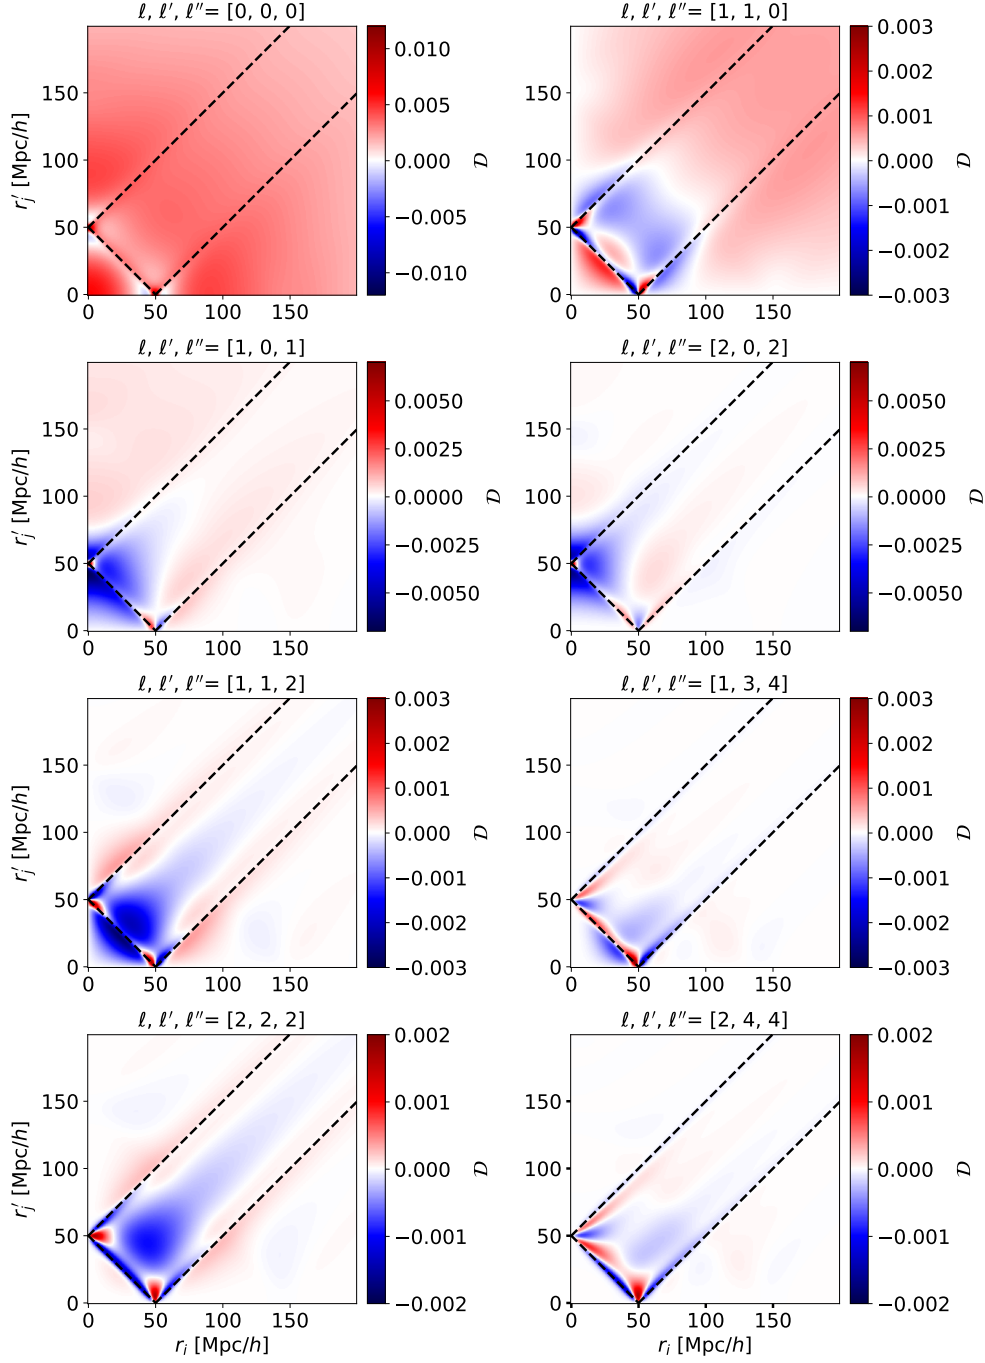 ℓ, ℓ′, ℓ″= [0, 0, 0]
r′j [Mpc/h]
150
100
50
0
0 50 100 150
0.010
0.005
0.000
−0.005
−0.010
𝒟
ℓ, ℓ′, ℓ″= [1, 1, 0]
150
100
50
0
0 50 100 150
0.003
0.002
0.001
0.000
−0.001
−0.002
−0.003
𝒟
ℓ, ℓ′, ℓ″= [1, 0, 1]
r′j [Mpc/h]
150
100
50
0
0 50 100 150
0.0050
0.0025
0.0000
−0.0025
−0.0050
𝒟
ℓ, ℓ′, ℓ″= [2, 0, 2]
150
100
50
0
0 50 100 150
0.0050
0.0025
0.0000
−0.0025
−0.0050
𝒟
ℓ, ℓ′, ℓ″= [1, 1, 2]
r′j [Mpc/h]
150
100
50
0
0 50 100 150
0.003
0.002
0.001
0.000
−0.001
−0.002
−0.003
𝒟
ℓ, ℓ′, ℓ″= [1, 3, 4]
150
100
50
0
0 50 100 150
0.003
0.002
0.001
0.000
−0.001
−0.002
−0.003
𝒟
ℓ, ℓ′, ℓ″= [2, 2, 2]
r′j [Mpc/h]
150
100
50
0
0 50 100 150
ri [Mpc/h]
0.002
0.001
0.000
−0.001
−0.002
𝒟
ℓ, ℓ′, ℓ″= [2, 4, 4]
150
100
50
0
0 50 100 150
ri [Mpc/h]
0.002
0.001
0.000
−0.001
−0.002
𝒟